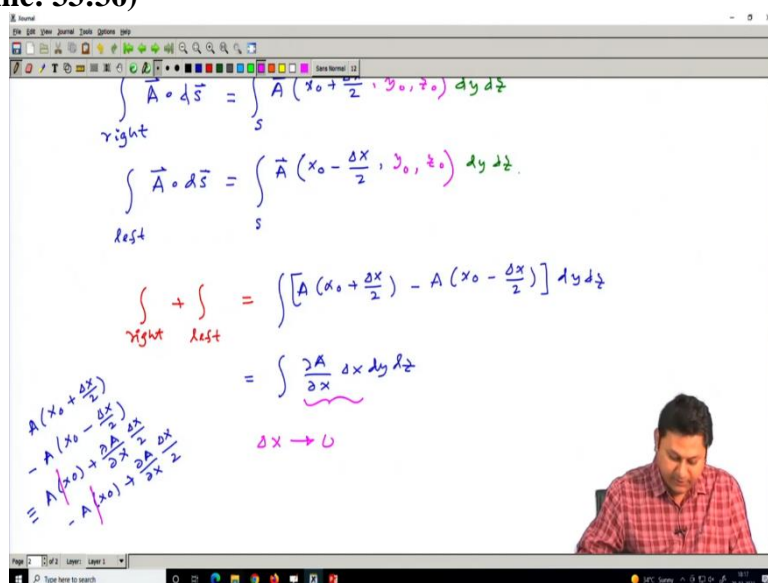 Journal
File Edit View Journal Tools Options Help
Sans Normal 12
∫ A⃗ • ds⃗ = ∫ A⃗ (x₀ + Δx/2, y₀, z₀) dy dz
right S
∫ A⃗ • ds⃗ = ∫ A⃗ (x₀ - Δx/2, y₀, z₀) dy dz.
left S
∫ + ∫ = ∫ [A (x₀ + Δx/2) - A (x₀ - Δx/2)] dy dz
right left
= ∫ ∂A/∂x Δx dy dz
Δx → 0
A(x₀ + Δx/2)
- A(x₀ - Δx/2)
≡ A(x₀) + ∂A/∂x Δx/2
- A(x₀) + ∂A/∂x Δx/2
Page 2 of 2 Layer: Layer 1
Type here to search